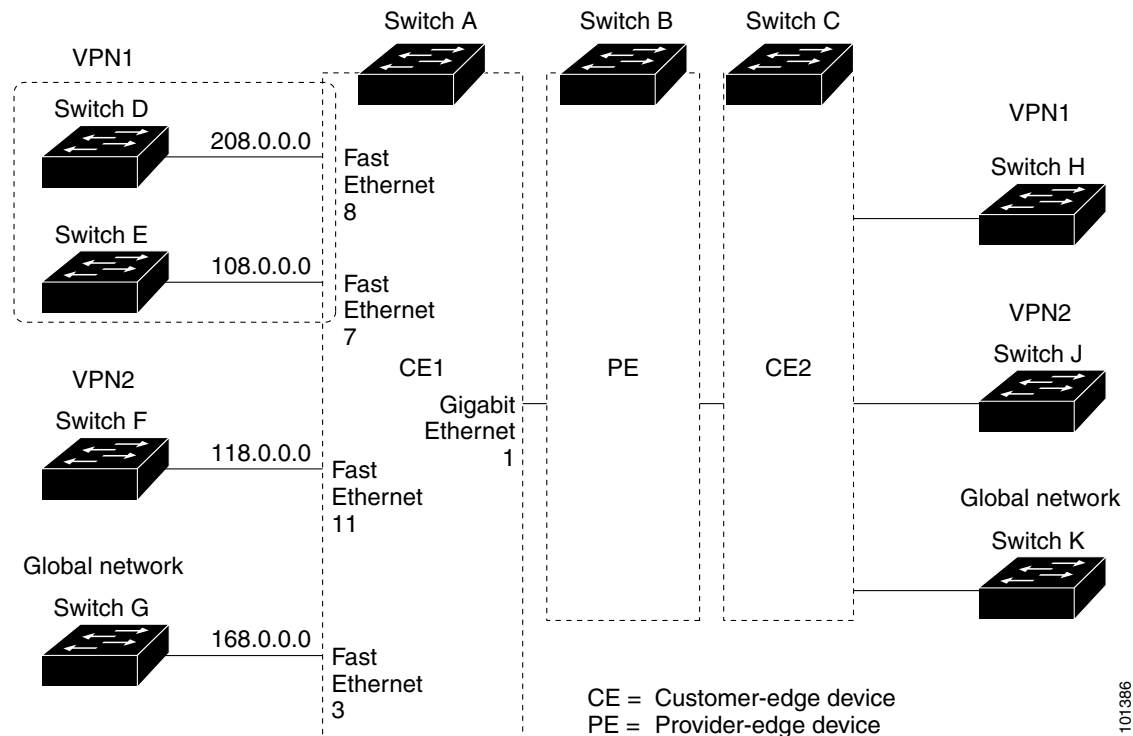 Switch A
Switch B
Switch C
VPN1
Switch D
208.0.0.0
Fast
Ethernet
8
Switch E
108.0.0.0
Fast
Ethernet
7
VPN2
Switch F
118.0.0.0
Fast
Ethernet
11
Global network
Switch G
168.0.0.0
Fast
Ethernet
3
CE1
Gigabit
Ethernet
1
PE
CE2
VPN1
Switch H
VPN2
Switch J
Global network
Switch K
CE = Customer-edge device
PE = Provider-edge device
101386